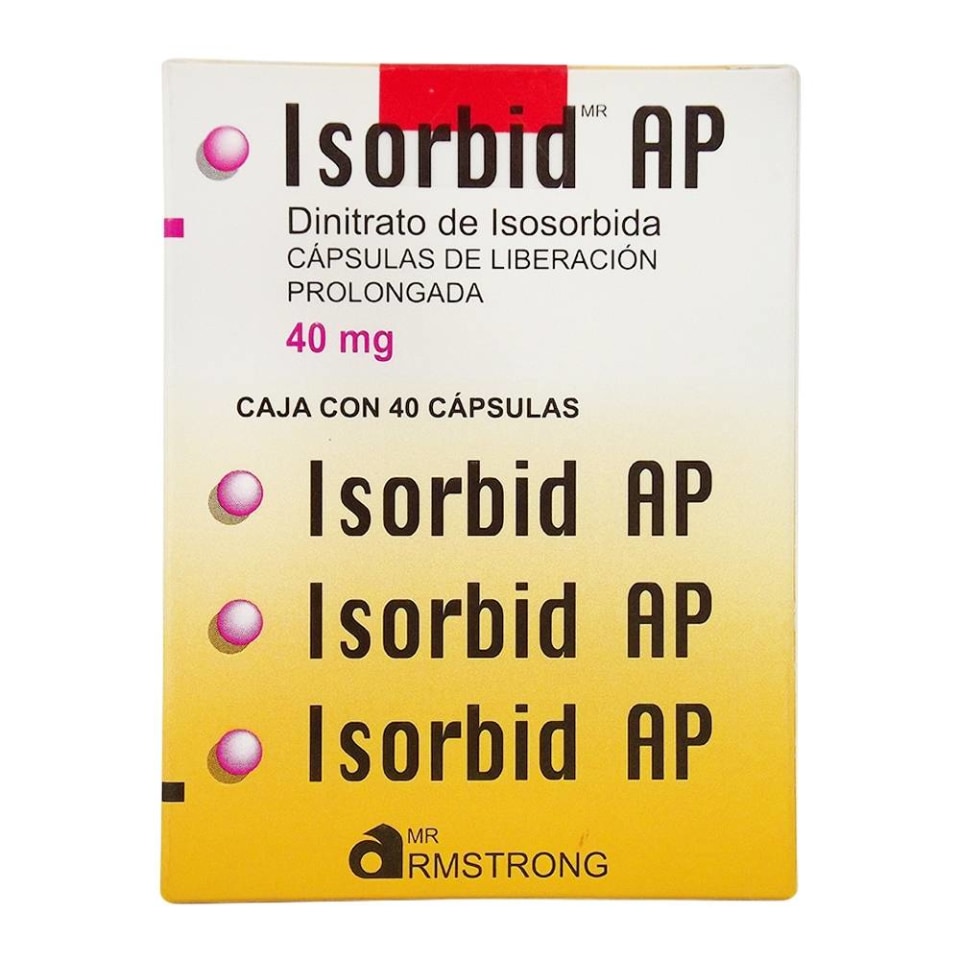 Isorbid MR AP
Dinitrato de Isosorbida
CÁPSULAS DE LIBERACIÓN
PROLONGADA
40 mg
CAJA CON 40 CÁPSULAS
Isorbid AP
Isorbid AP
Isorbid AP
MR
ARMSTRONG